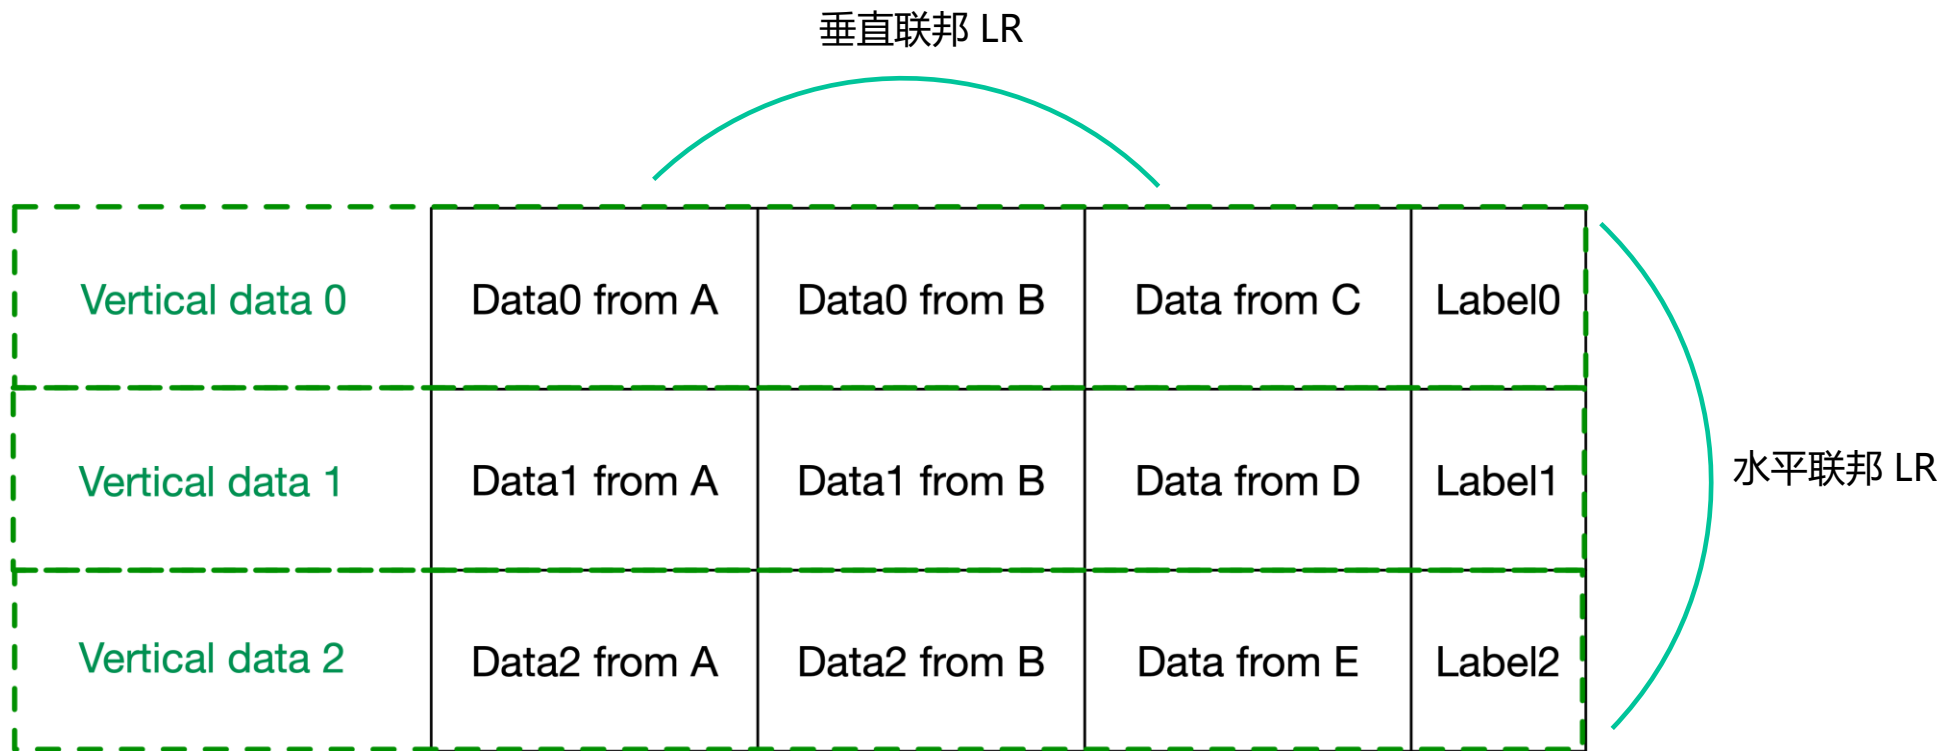 垂直联邦 LR
Vertical data 0 Data0 from A Data0 from B Data from C Label0
Vertical data 1 Data1 from A Data1 from B Data from D Label1
水平联邦 LR
Vertical data 2 Data2 from A Data2 from B Data from E Label2